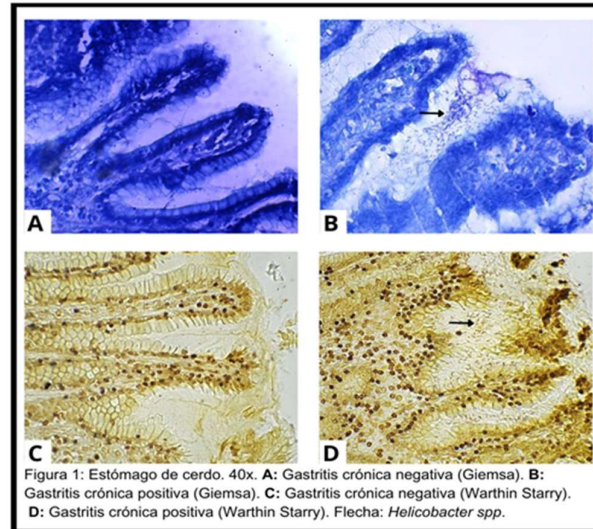 A
B
C
D
Figura 1: Estómago de cerdo. 40x. A: Gastritis crónica negativa (Giemsa). B:
Gastritis crónica positiva (Giemsa). C: Gastritis crónica negativa (Warthin Starry).
D: Gastritis crónica positiva (Warthin Starry). Flecha: Helicobacter spp.